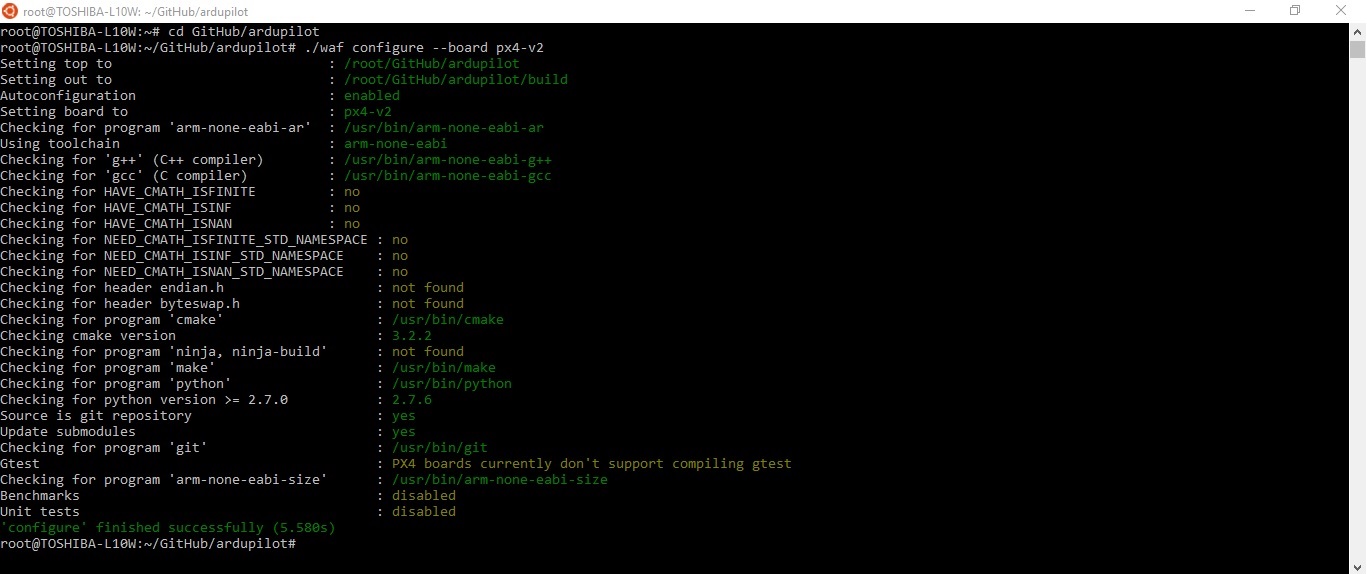 root@TOSHIBA-L10W: ~/GitHub/ardupilot
root@TOSHIBA-L10W:~# cd GitHub/ardupilot
root@TOSHIBA-L10W:~/GitHub/ardupilot# ./waf configure --board px4-v2
Setting top to                           : /root/GitHub/ardupilot
Setting out to                           : /root/GitHub/ardupilot/build
Autoconfiguration                        : enabled
Setting board to                         : px4-v2
Checking for program 'arm-none-eabi-ar'  : /usr/bin/arm-none-eabi-ar
Using toolchain                          : arm-none-eabi
Checking for 'g++' (C++ compiler)        : /usr/bin/arm-none-eabi-g++
Checking for 'gcc' (C compiler)          : /usr/bin/arm-none-eabi-gcc
Checking for HAVE_CMATH_ISFINITE         : no
Checking for HAVE_CMATH_ISINF            : no
Checking for HAVE_CMATH_ISNAN            : no
Checking for NEED_CMATH_ISFINITE_STD_NAMESPACE : no
Checking for NEED_CMATH_ISINF_STD_NAMESPACE    : no
Checking for NEED_CMATH_ISNAN_STD_NAMESPACE    : no
Checking for header endian.h                   : not found
Checking for header byteswap.h                 : not found
Checking for program 'cmake'                   : /usr/bin/cmake
Checking cmake version                         : 3.2.2
Checking for program 'ninja, ninja-build'      : not found
Checking for program 'make'                    : /usr/bin/make
Checking for program 'python'                  : /usr/bin/python
Checking for python version >= 2.7.0           : 2.7.6
Source is git repository                       : yes
Update submodules                              : yes
Checking for program 'git'                     : /usr/bin/git
Gtest                                          : PX4 boards currently don't support compiling gtest
Checking for program 'arm-none-eabi-size'      : /usr/bin/arm-none-eabi-size
Benchmarks                                     : disabled
Unit tests                                     : disabled
'configure' finished successfully (5.580s)
root@TOSHIBA-L10W:~/GitHub/ardupilot#